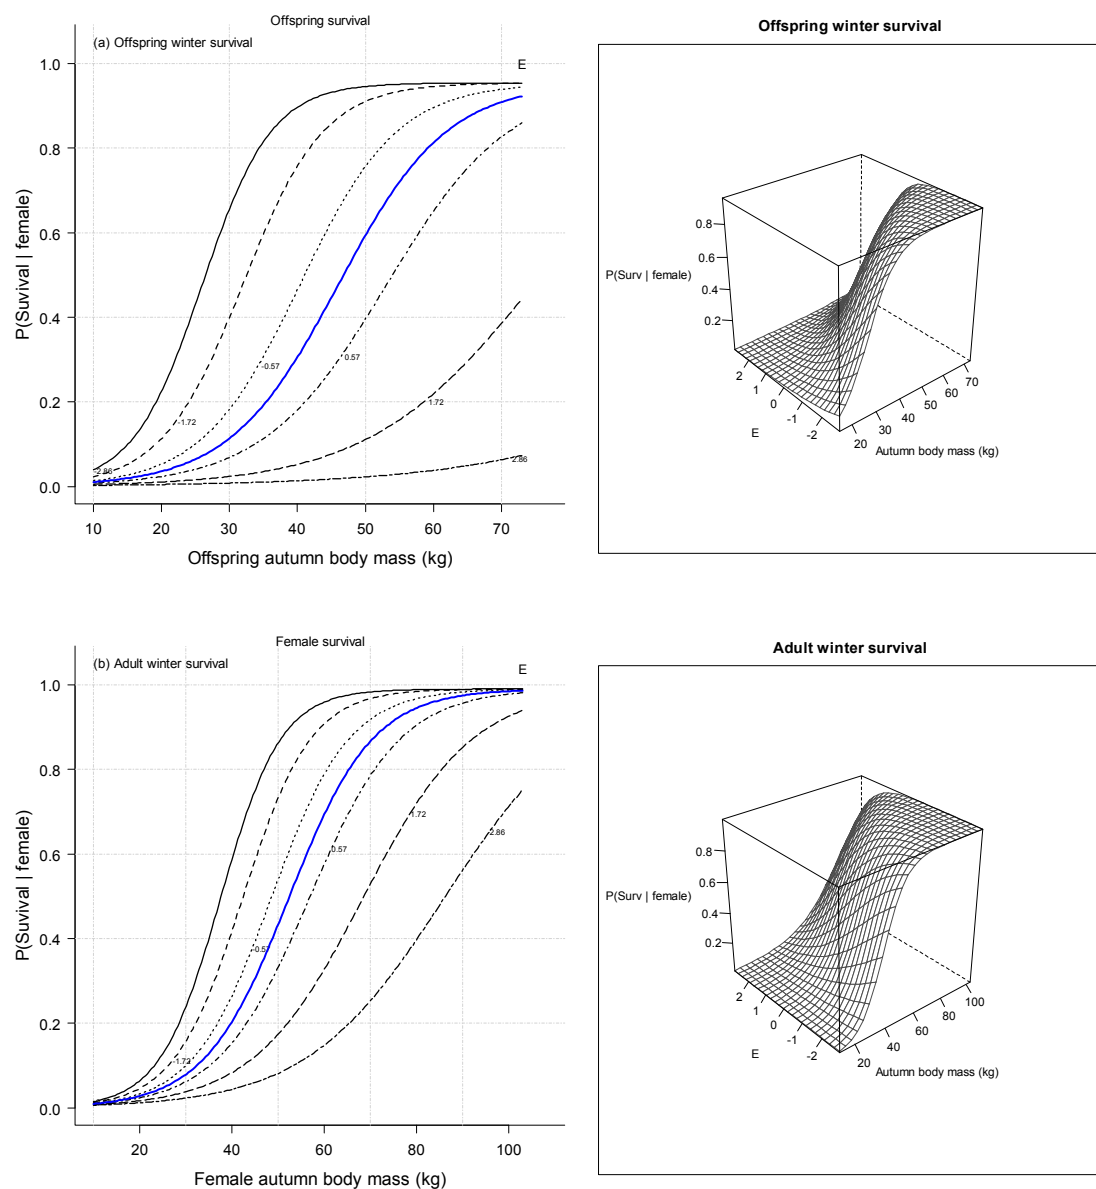 Offspring survival
(a) Offspring winter survival
E
1.0
0.8
0.6
0.4
0.2
0.0
P(Suvival | female)
-2.86
-1.72
-0.57
0.57
1.72
2.86
10 20 30 40 50 60 70
Offspring autumn body mass (kg)
Offspring winter survival
0.8
0.6
0.4
0.2
P(Surv | female)
2
1
0
-1
-2
E
20 30 40 50 60 70
Autumn body mass (kg)
Female survival
(b) Adult winter survival
E
1.0
0.8
0.6
0.4
0.2
0.0
P(Suvival | female)
-1.72
-0.57
0.57
1.72
2.86
20 40 60 80 100
Female autumn body mass (kg)
Adult winter survival
0.8
0.6
0.4
0.2
P(Surv | female)
2
1
0
-1
-2
E
20 40 60 80 100
Autumn body mass (kg)